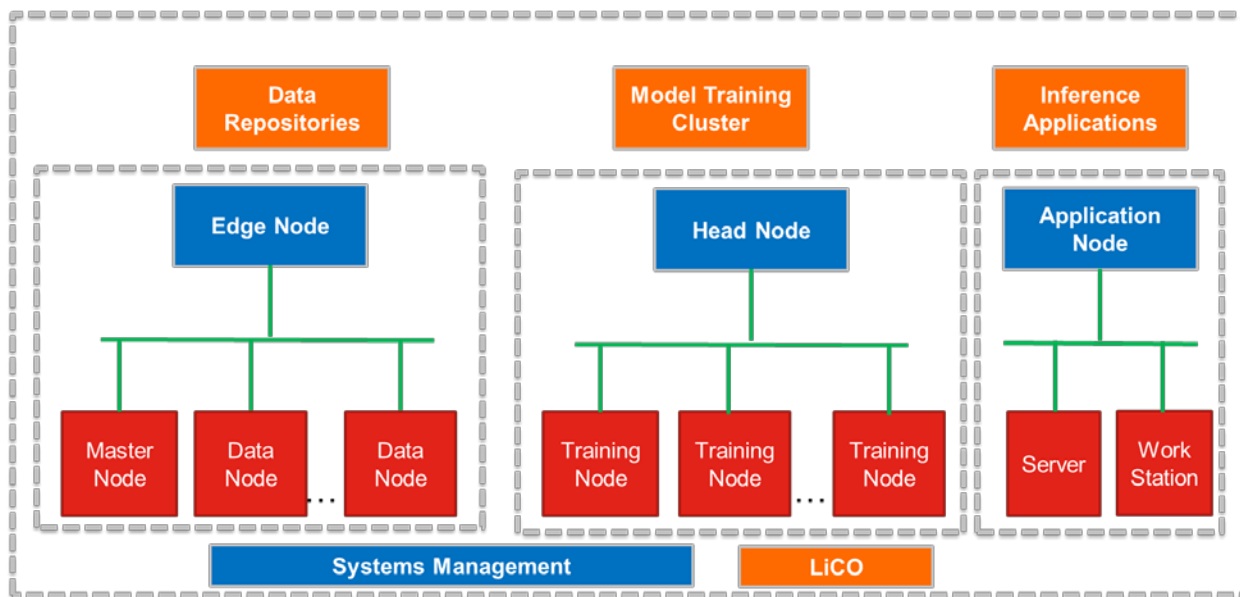 Data
Repositories
Model Training
Cluster
Inference
Applications
Edge Node
Head Node
Application
Node
Master
Node
Data
Node
...
Data
Node
Training
Node
Training
Node
...
Training
Node
Server
Work
Station
Systems Management
LiCO